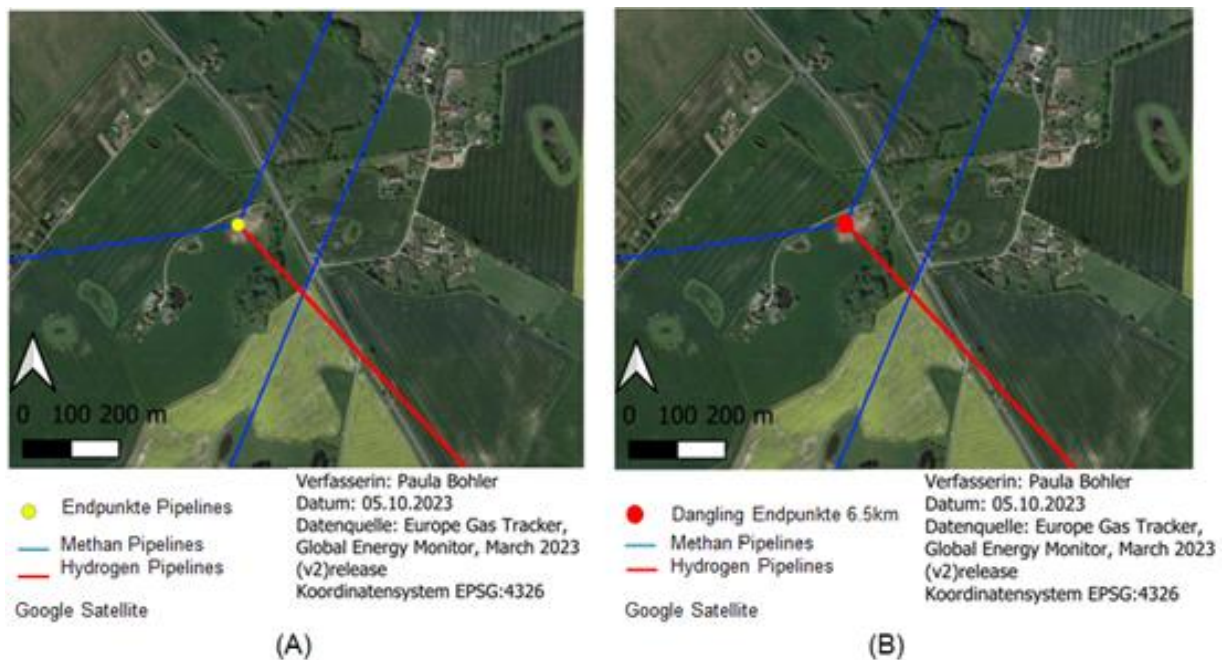 0 100 200 m
Endpunkte Pipelines
Methan Pipelines
Hydrogen Pipelines
Google Satellite
Verfasserin: Paula Bohler
Datum: 05.10.2023
Datenquelle: Europe Gas Tracker,
Global Energy Monitor, March 2023
(v2)release
Koordinatensystem EPSG:4326
(A)
0 100 200 m
Dangling Endpunkte 6.5km
Methan Pipelines
Hydrogen Pipelines
Google Satellite
Verfasserin: Paula Bohler
Datum: 05.10.2023
Datenquelle: Europe Gas Tracker,
Global Energy Monitor, March 2023
(v2)release
Koordinatensystem EPSG:4326
(B)